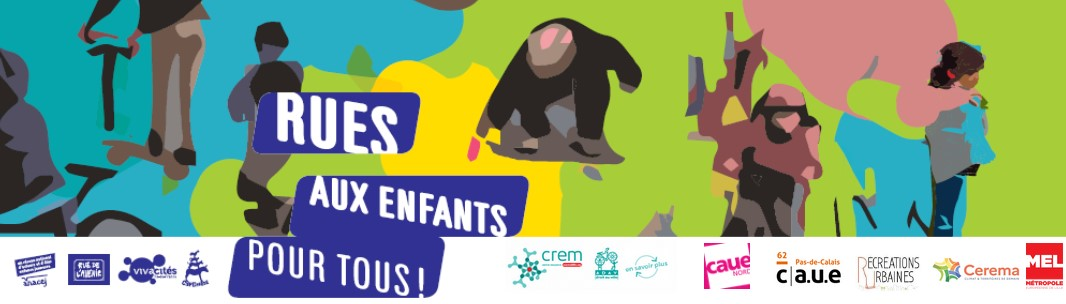 RUES
AUX ENFANTS
POUR TOUS!
RUE DE L'AVENIR
vivacités
crem
en savoir plus
caue
NORD
62
Pas-de-Calais
c|a.u.e
RECREATIONS
URBAINES
Cerema
MEL
MÉTROPOLE